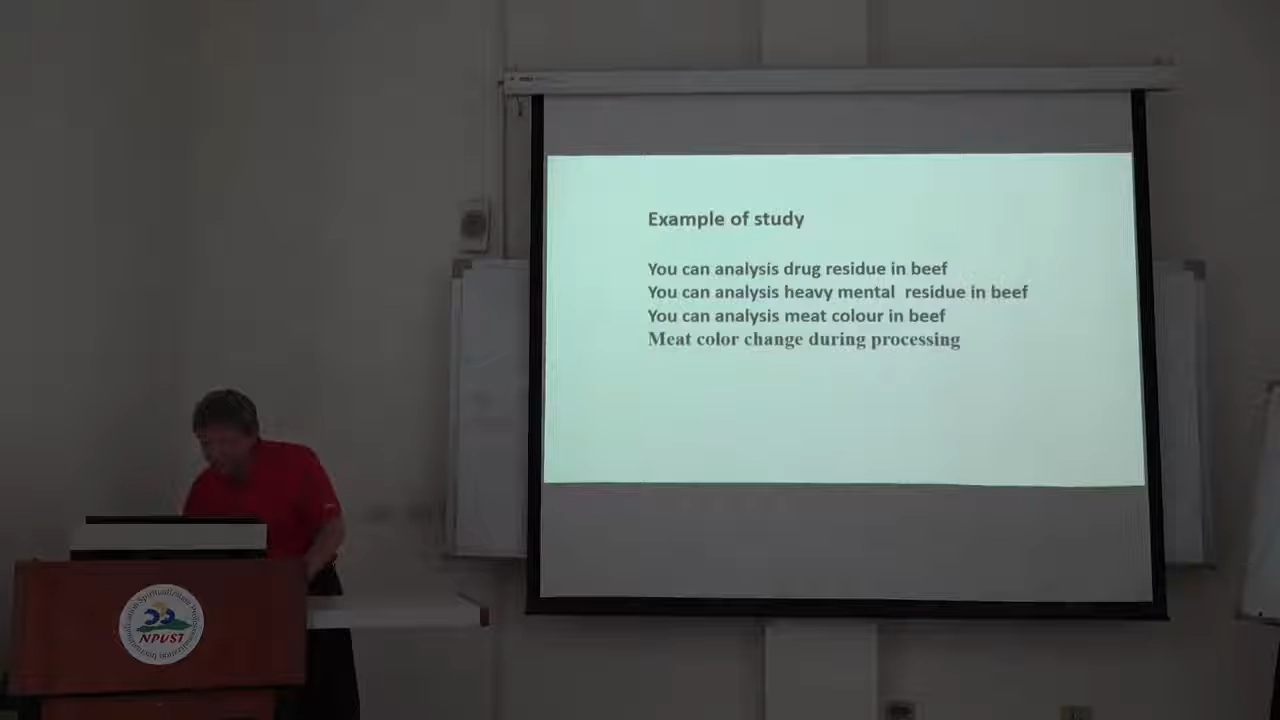 Example of study
You can analysis drug residue in beef
You can analysis heavy mental residue in beef
You can analysis meat colour in beef
Meat color change during processing
NPUST